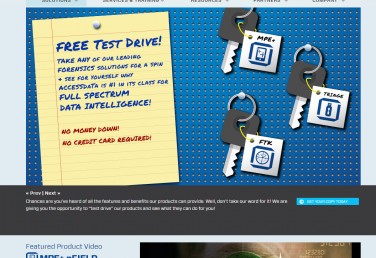 SOLUTIONS
SERVICES & TRAINING
RESOURCES
PARTNERS
COMPANY
FREE TEST DRIVE!
TAKE ANY OF OUR LEADING
FORENSICS SOLUTIONS FOR A SPIN
+ SEE FOR YOURSELF WHY
ACCESSDATA IS #1 IN ITS CLASS FOR
FULL SPECTRUM
DATA INTELLIGENCE!
NO MONEY DOWN!
NO CREDIT CARD REQUIRED!
MPE+
TRIAGE
FTK
« Prev | Next »
Chances are you've heard of all the features and benefits our products can provide. Well, don't take our word for it! We are
giving you the opportunity to "test drive" our products and see what they can do for you!
GET YOUR COPY TODAY
Featured Product Video
MPE+ nFIELD